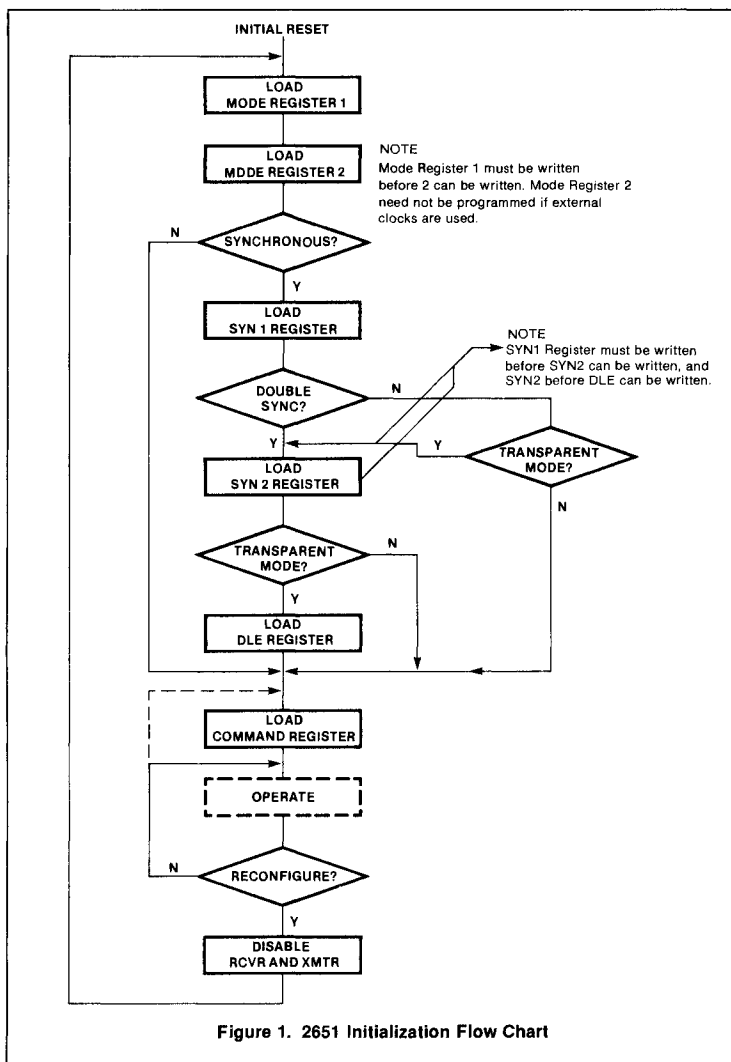 INITIAL RESET
LOAD
MODE REGISTER 1
LOAD
MDDE REGISTER 2
NOTE
Mode Register 1 must be written
before 2 can be written. Mode Register 2
need not be programmed if external
clocks are used.
N
SYNCHRONOUS?
Y
LOAD
SYN 1 REGISTER
NOTE
SYN1 Register must be written
before SYN2 can be written, and
SYN2 before DLE can be written.
DOUBLE
SYNC?
N
Y
Y
TRANSPARENT
MODE?
LOAD
SYN 2 REGISTER
N
TRANSPARENT
MODE?
N
Y
LOAD
DLE REGISTER
LOAD
COMMAND REGISTER
OPERATE
N
RECONFIGURE?
Y
DISABLE
RCVR AND XMTR
Figure 1. 2651 Initialization Flow Chart